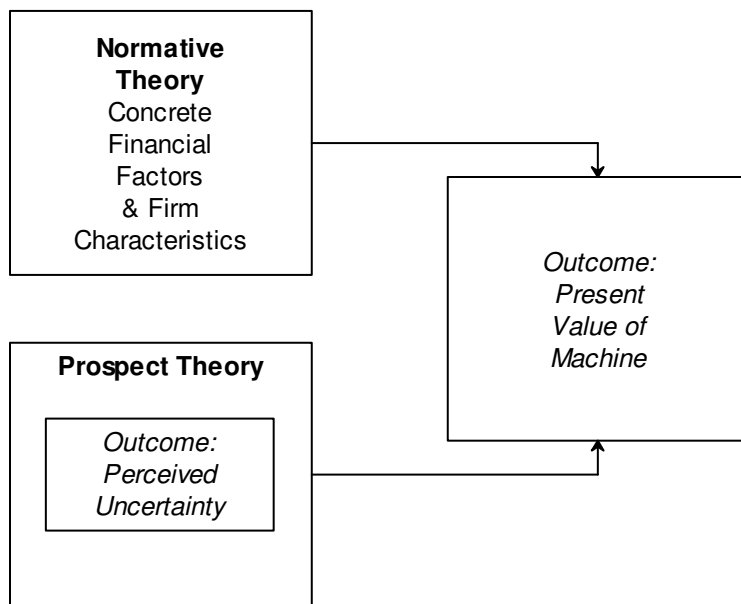 Normative
Theory
Concrete
Financial
Factors
& Firm
Characteristics
Outcome:
Present
Value of
Machine
Prospect Theory
Outcome:
Perceived
Uncertainty